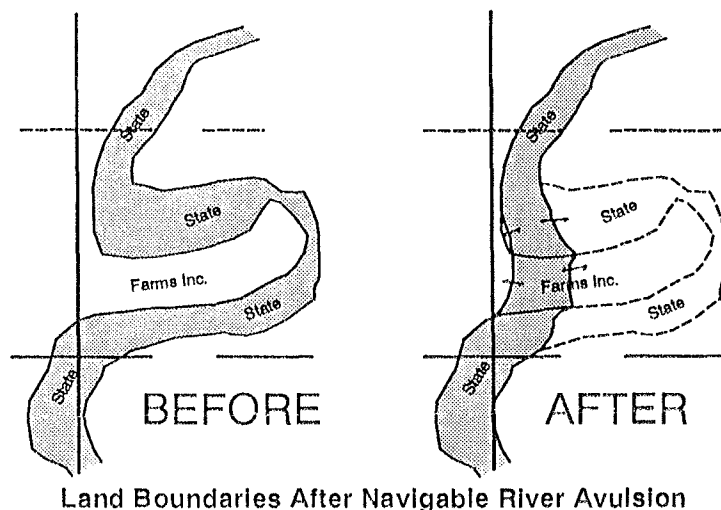 State
State
Farms Inc.
State
State
BEFORE
State
State
Farms Inc.
State
State
AFTER
Land Boundaries After Navigable River Avulsion